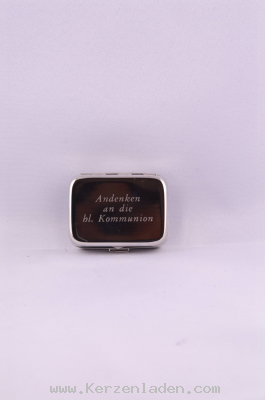 Andenken
an die
hl. Kommunion
www.Kerzenladen.com